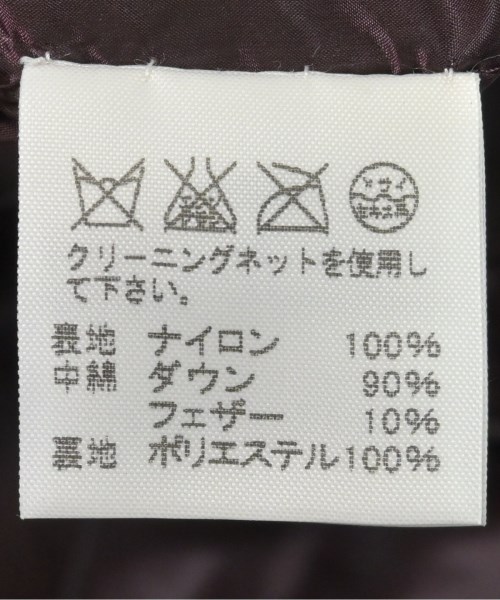 クリーニングネットを使用し
て下さい。
表地 ナイロン 100%
中綿 ダウン 90%
フェザー 10%
裏地 ポリエステル100%